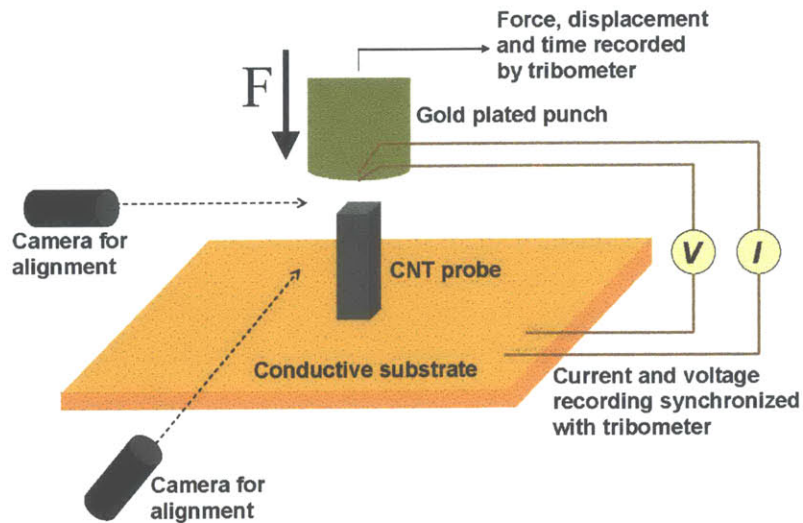 Force, displacement
and time recorded
by tribometer
F
Gold plated punch
Camera for
alignment
CNT probe
V
I
Conductive substrate
Current and voltage
recording synchronized
with tribometer
Camera for
alignment